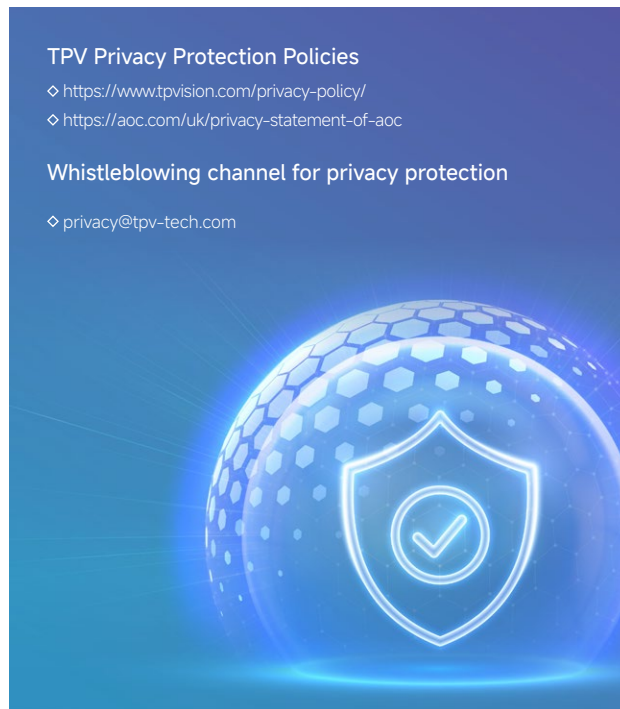 TPV Privacy Protection Policies
◇ https://www.tpvision.com/privacy-policy/
◇ https://aoc.com/uk/privacy-statement-of-aoc
Whistleblowing channel for privacy protection
◇ privacy@tpv-tech.com